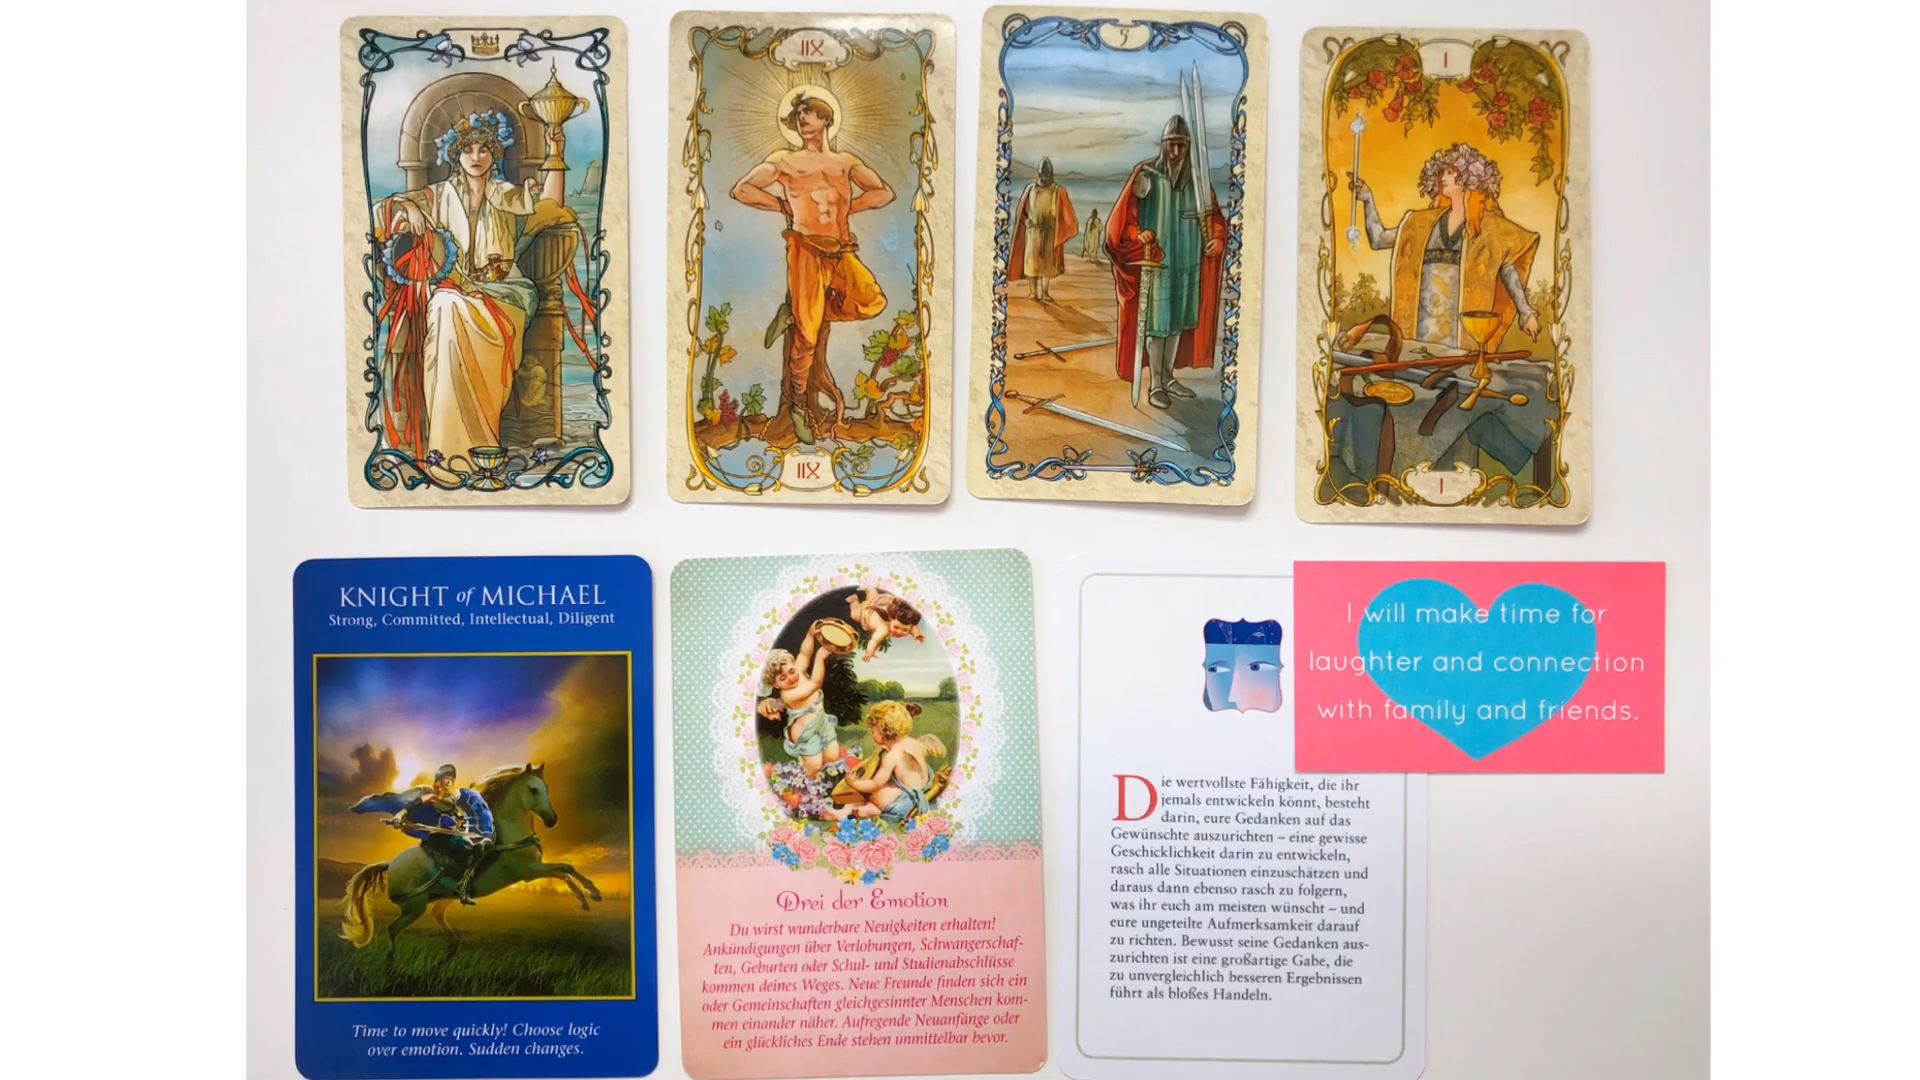 IIX
5
I
IIX
I
KNIGHT of MICHAEL
Strong, Committed, Intellectual, Diligent
Time to move quickly! Choose logic
over emotion. Sudden changes.
Drei der Emotion
Du wirst wunderbare Neuigkeiten erhalten!
Ankündigungen über Verlobungen, Schwangerschaf-
ten, Geburten oder Schul- und Studienabschlüsse
kommen deines Weges. Neue Freunde finden sich ein
oder Gemeinschaften gleichgesinnter Menschen kom-
men einander näher. Aufregende Neuanfänge oder
ein glückliches Ende stehen unmittelbar bevor.
Die wertvollste Fähigkeit, die ihr
jemals entwickeln könnt, besteht
darin, eure Gedanken auf das
Gewünschte auszurichten – eine gewisse
Geschicklichkeit darin zu entwickeln,
rasch alle Situationen einzuschätzen und
daraus dann ebenso rasch zu folgern,
was ihr euch am meisten wünscht – und
eure ungeteilte Aufmerksamkeit darauf
zu richten. Bewusst seine Gedanken aus-
zurichten ist eine großartige Gabe, die
zu unvergleichlich besseren Ergebnissen
führt als bloßes Handeln.
I will make time for
laughter and connection
with family and friends.